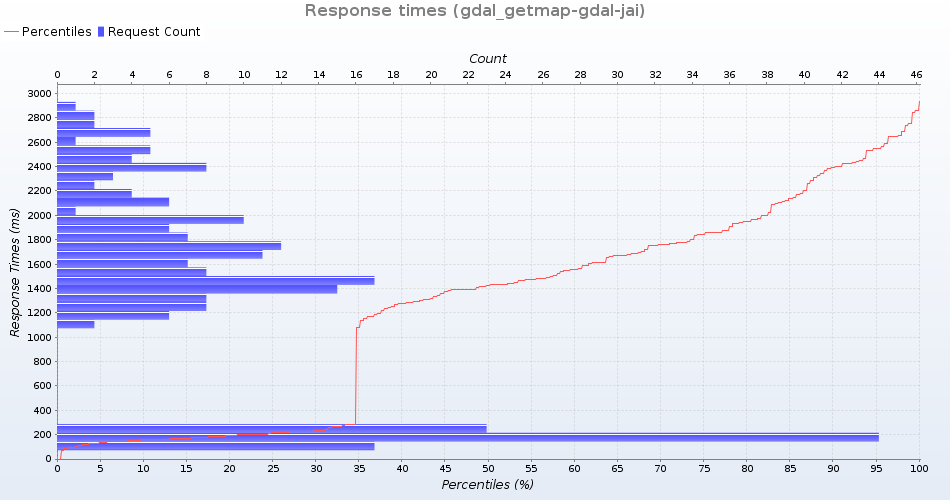 Response times (gdal_getmap-gdal-jai)
Percentiles Request Count
Count
0 2 4 6 8 10 12 14 16 18 20 22 24 26 28 30 32 34 36 38 40 42 44 46
3000
2800
2600
2400
2200
2000
1800
1600
1400
1200
1000
800
600
400
200
0
Response Times (ms)
0 5 10 15 20 25 30 35 40 45 50 55 60 65 70 75 80 85 90 95 100
Percentiles (%)